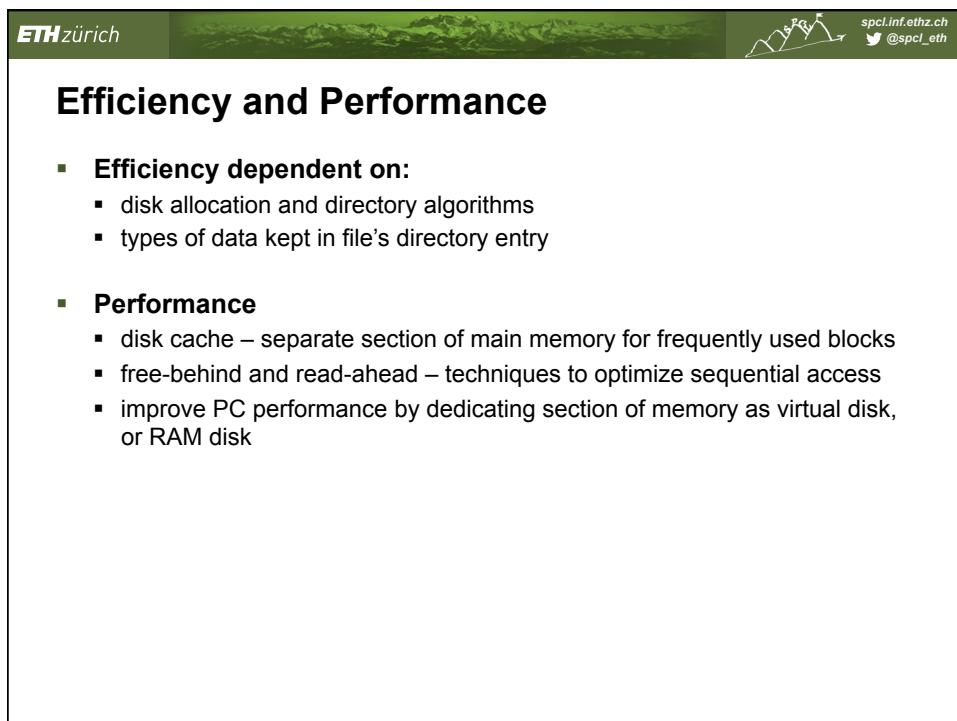 ETH zürich
spcl.inf.ethz.ch
@spcl_eth
Efficiency and Performance
▪ Efficiency dependent on:
▪ disk allocation and directory algorithms
▪ types of data kept in file’s directory entry
▪ Performance
▪ disk cache – separate section of main memory for frequently used blocks
▪ free-behind and read-ahead – techniques to optimize sequential access
▪ improve PC performance by dedicating section of memory as virtual disk,
or RAM disk